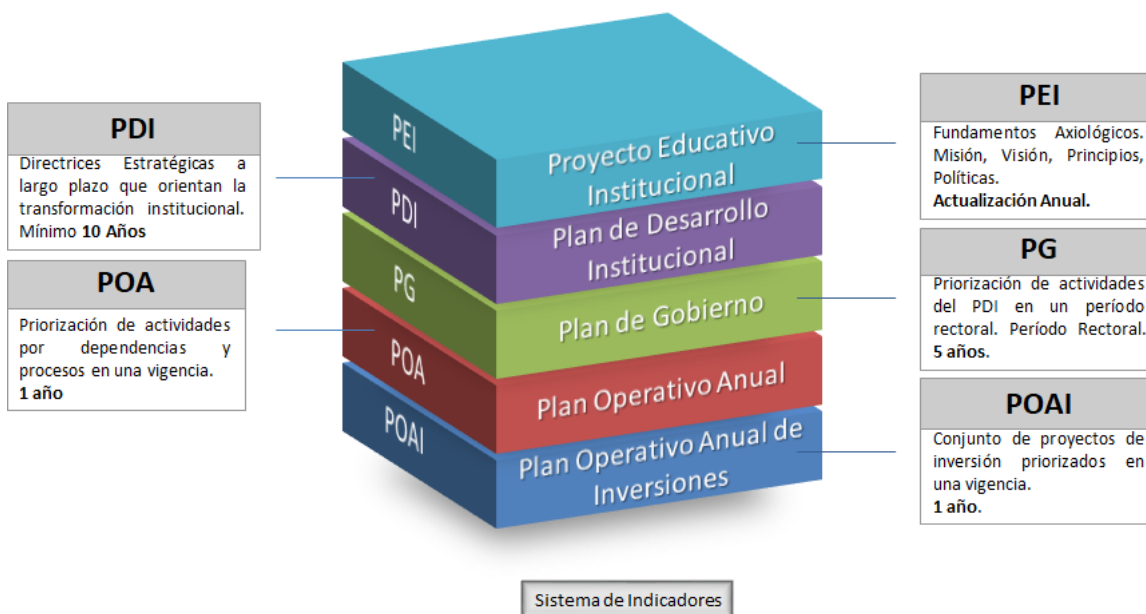 PDI
Directrices Estratégicas a
largo plazo que orientan la
transformación institucional.
Mínimo 10 Años
POA
Priorización de actividades
por dependencias y
procesos en una vigencia.
1 año
PEI
Proyecto Educativo
Institucional
PDI
Plan de Desarrollo
Institucional
PG
Plan de Gobierno
POA
Plan Operativo Anual
POAI
Plan Operativo Anual de
Inversiones
PEI
Fundamentos Axiológicos.
Misión, Visión, Principios,
Políticas.
Actualización Anual.
PG
Priorización de actividades
del PDI en un período
rectoral. Período Rectoral.
5 años.
POAI
Conjunto de proyectos de
inversión priorizados en
una vigencia.
1 año.
Sistema de Indicadores